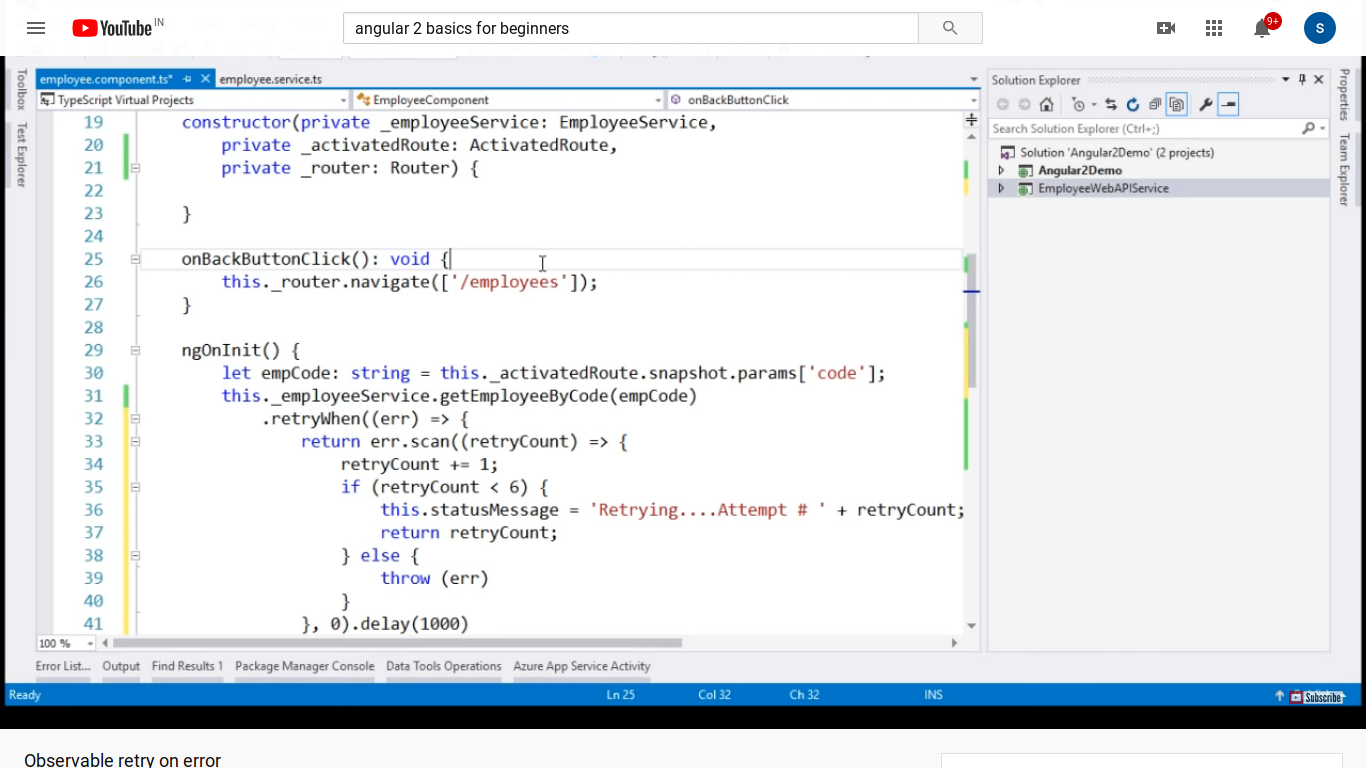 YouTube IN
angular 2 basics for beginners
9+
S
Toolbox
Test Explorer
employee.component.ts*
employee.service.ts
TypeScript Virtual Projects
EmployeeComponent
onBackButtonClick
19 constructor(private _employeeService: EmployeeService,
20 private _activatedRoute: ActivatedRoute,
21 private _router: Router) {
22
23 }
24
25 onBackButtonClick(): void {
26 this._router.navigate(['/employees']);
27 }
28
29 ngOnInit() {
30 let empCode: string = this._activatedRoute.snapshot.params['code'];
31 this._employeeService.getEmployeeByCode(empCode)
32 .retryWhen((err) => {
33 return err.scan((retryCount) => {
34 retryCount += 1;
35 if (retryCount < 6) {
36 this.statusMessage = 'Retrying....Attempt # ' + retryCount;
37 return retryCount;
38 } else {
39 throw (err)
40 }
41 }, 0).delay(1000)
100 %
Solution Explorer
Search Solution Explorer (Ctrl+;)
Solution 'Angular2Demo' (2 projects)
Angular2Demo
EmployeeWebAPIService
Properties
Team Explorer
Error List...
Output
Find Results 1
Package Manager Console
Data Tools Operations
Azure App Service Activity
Ready
Ln 25
Col 32
Ch 32
INS
Subscribe
Observable retry on error